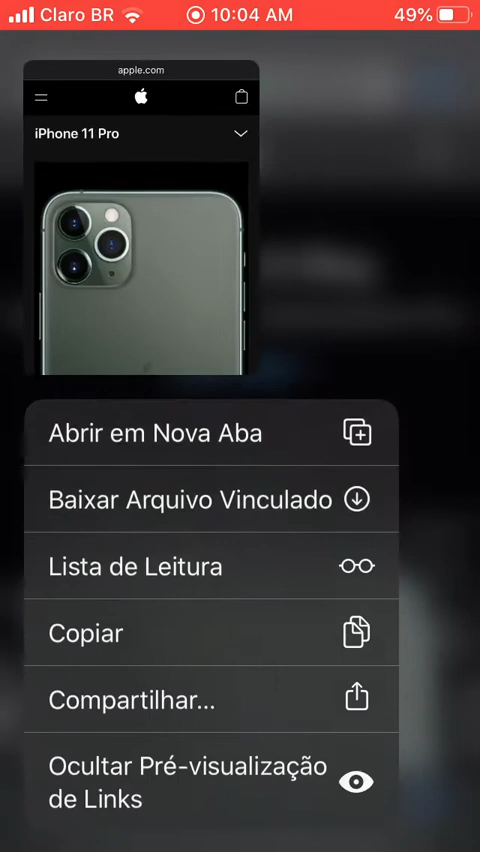 Claro BR 10:04 AM 49%
apple.com
iPhone 11 Pro
Abrir em Nova Aba
Baixar Arquivo Vinculado
Lista de Leitura
Copiar
Compartilhar...
Ocultar Pré-visualização
de Links